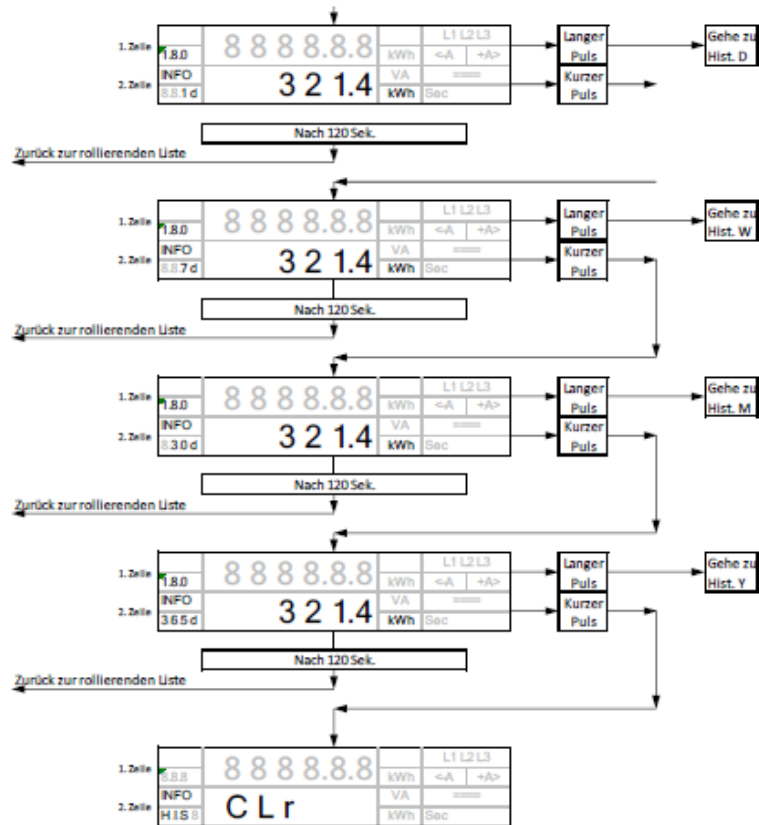 L1 L2 L3
1. Zeile 1.8.0 8 8 8 8 8.8.8 kWh <-A +A> Langer Puls Gehe zu Hist. D
INFO VA
2. Zeile 8.8.1 d 3 2 1.4 kWh Sec Kurzer Puls
Nach 120 Sek.
Zurück zur rollierenden Liste
L1 L2 L3
1. Zeile 1.8.0 8 8 8 8 8.8.8 kWh <-A +A> Langer Puls Gehe zu Hist. W
INFO VA
2. Zeile 8.8.7 d 3 2 1.4 kWh Sec Kurzer Puls
Nach 120 Sek.
Zurück zur rollierenden Liste
L1 L2 L3
1. Zeile 1.8.0 8 8 8 8 8.8.8 kWh <-A +A> Langer Puls Gehe zu Hist. M
INFO VA
2. Zeile 8.3 0 d 3 2 1.4 kWh Sec Kurzer Puls
Nach 120 Sek.
Zurück zur rollierenden Liste
L1 L2 L3
1. Zeile 1.8.0 8 8 8 8 8.8.8 kWh <-A +A> Langer Puls Gehe zu Hist. Y
INFO VA
2. Zeile 3 6 5 d 3 2 1.4 kWh Sec Kurzer Puls
Nach 120 Sek.
Zurück zur rollierenden Liste
L1 L2 L3
1. Zeile 8.8.8 8 8 8 8 8.8.8 kWh <-A +A>
INFO VA
2. Zeile H.I.S 8 C L r kWh Sec